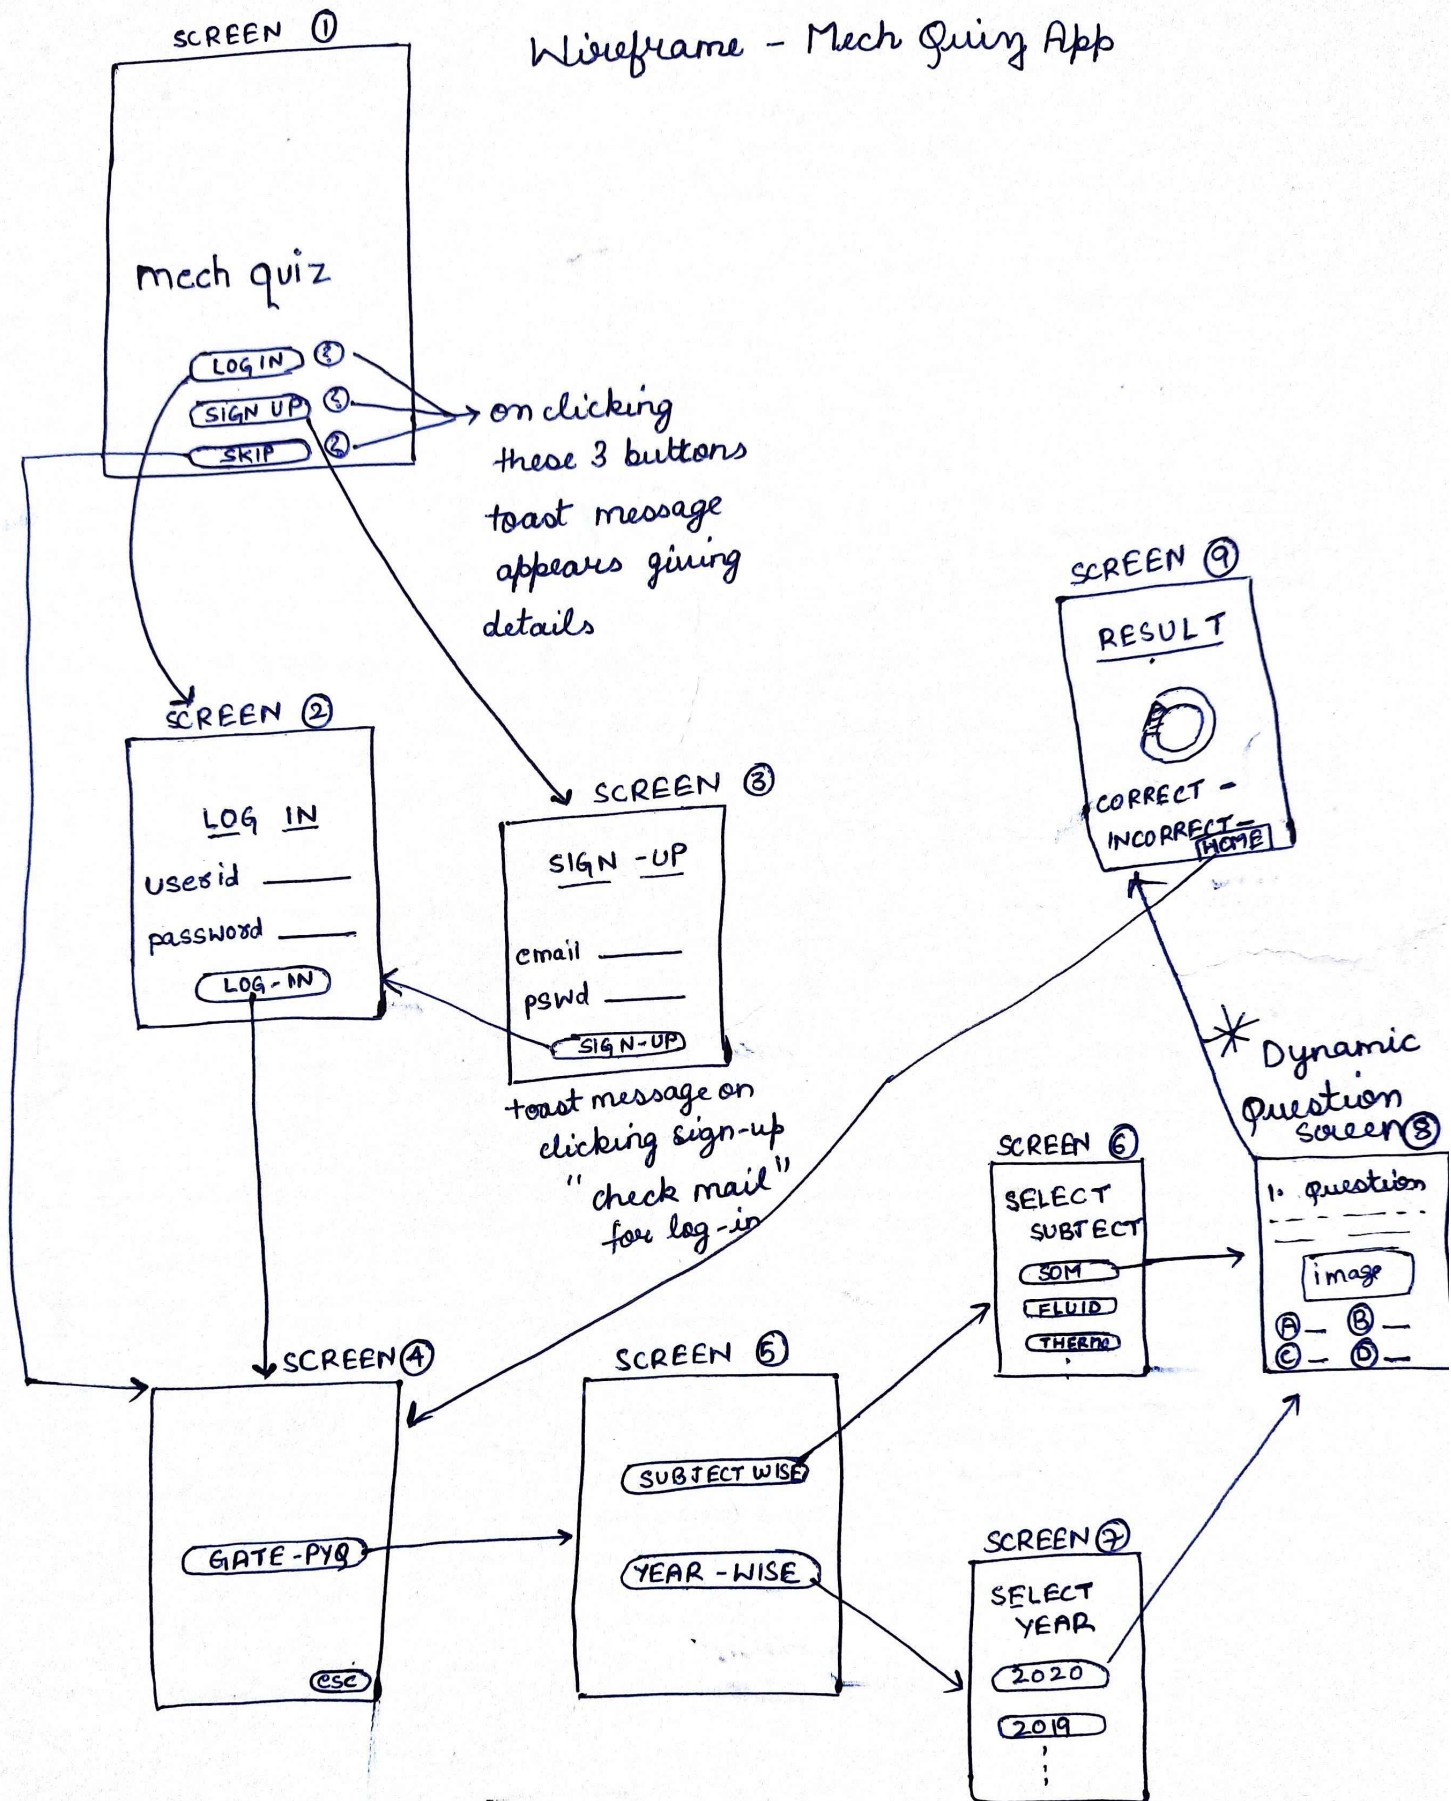 Wireframe - Mech Quiz App
SCREEN ①
mech quiz
LOG IN
SIGN UP
SKIP
on clicking
these 3 buttons
toast message
appears giving
details
SCREEN ②
LOG IN
userid
password
LOG-IN
SCREEN ③
SIGN-UP
email
pswd
SIGN-UP
toast message on
clicking sign-up
"check mail"
for log-in
SCREEN ④
GATE-PYQ
esc
SCREEN ⑤
SUBJECT WISE
YEAR-WISE
SCREEN ⑥
SELECT
SUBJECT
SOM
FLUID
THERMO
SCREEN ⑦
SELECT
YEAR
2020
2019
* Dynamic
Question
screen ⑧
1. Question
image
Ⓐ – Ⓑ –
Ⓒ – Ⓓ –
SCREEN ⑨
RESULT
CORRECT -
INCORRECT -
HOME